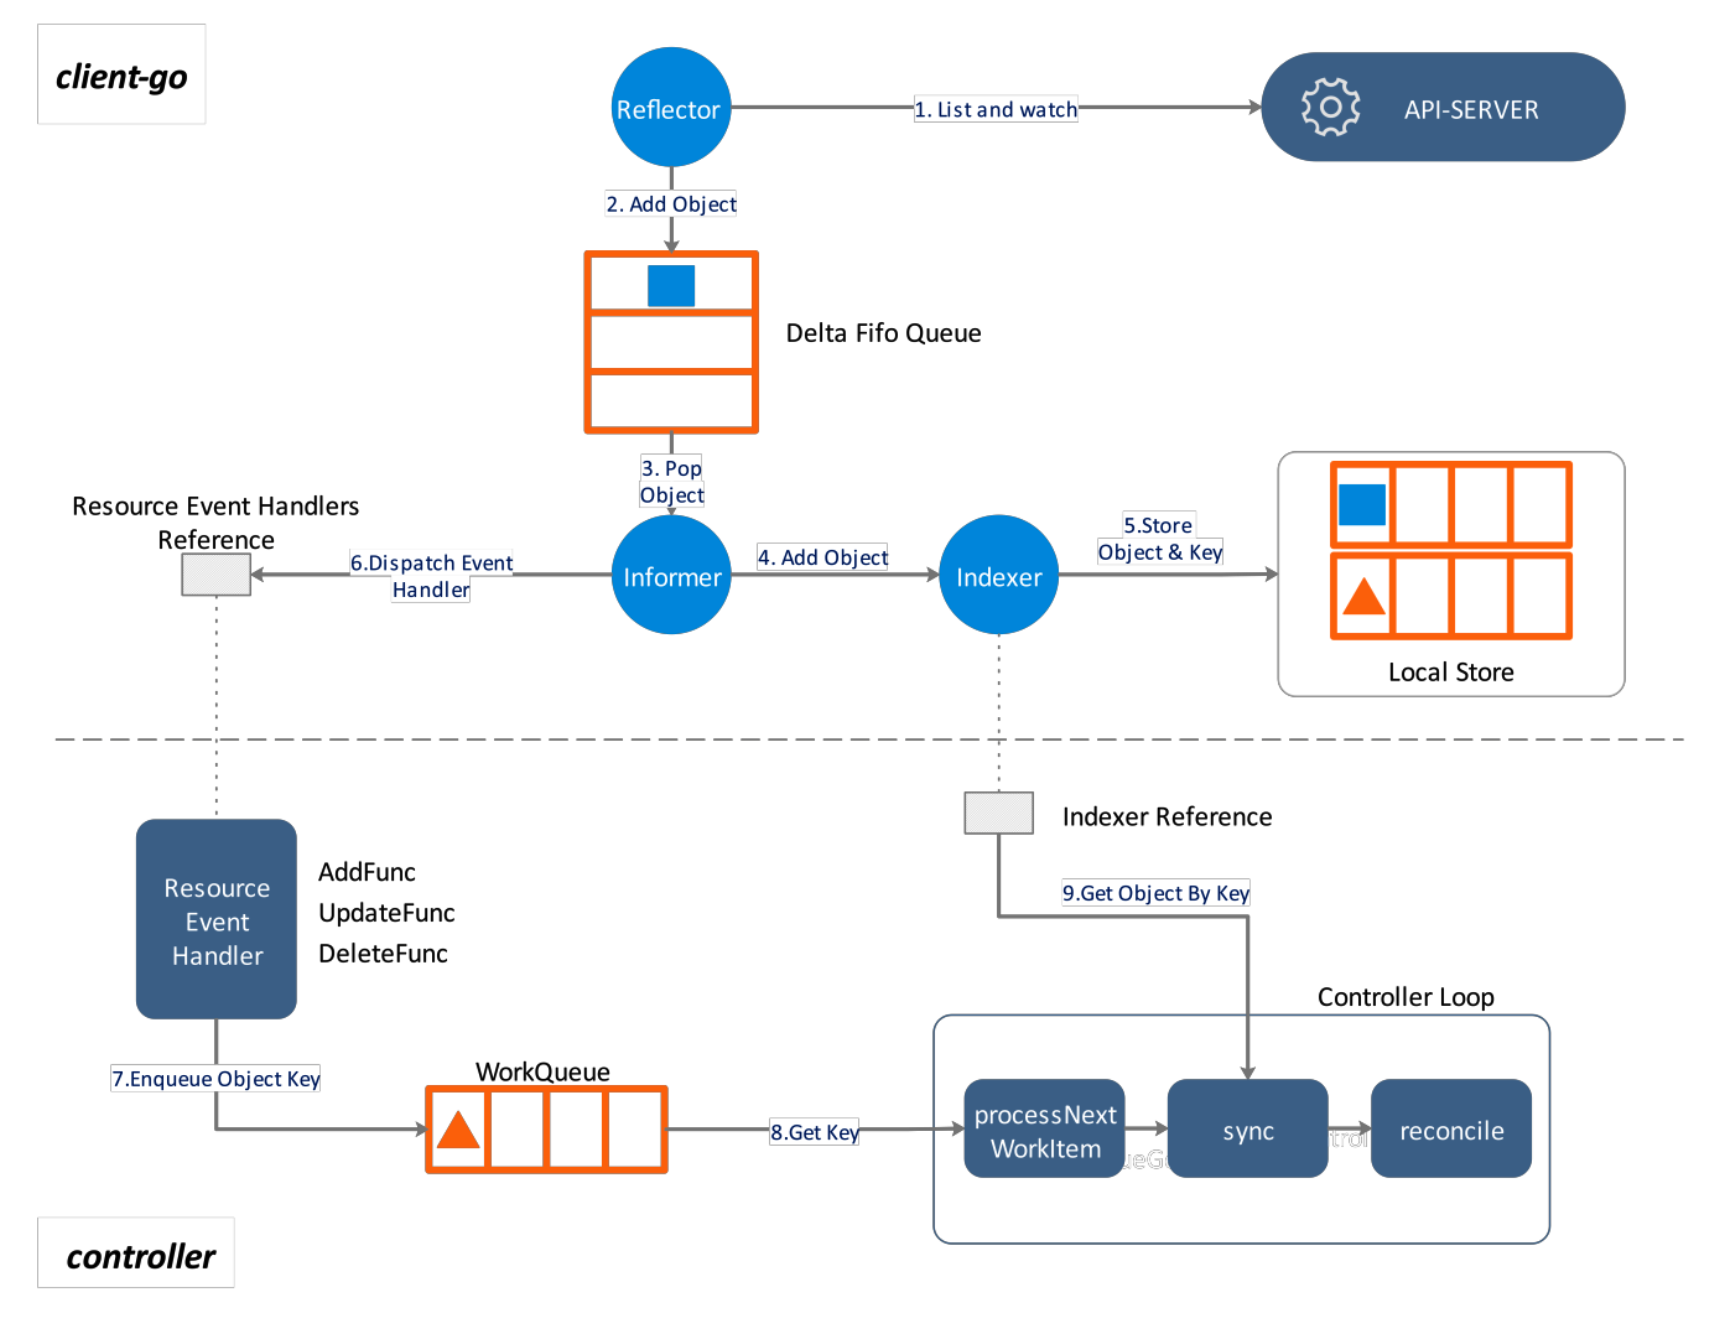 client-go
Reflector
1. List and watch
API-SERVER
2. Add Object
Delta Fifo Queue
3. Pop
Object
Resource Event Handlers
Reference
6.Dispatch Event
Handler
Informer
4. Add Object
Indexer
5.Store
Object & Key
Local Store
Indexer Reference
Resource
Event
Handler
AddFunc
UpdateFunc
DeleteFunc
9.Get Object By Key
Controller Loop
7.Enqueue Object Key
WorkQueue
8.Get Key
processNext
WorkItem
sync
reconcile
controller